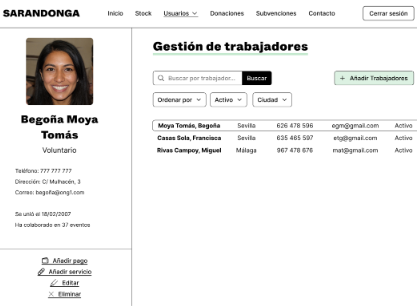 SARANDONGA
Inicio Stock Usuarios Donaciones Subvenciones Contacto Cerrar sesión
Begoña Moya
Tomás
Voluntario
Teléfono: 777 777 777
Dirección: C/ Mulhacén, 3
Correo: begoña@ong1.com
Se unió el 18/02/2007
Ha colaborado en 37 eventos
Añadir pago
Añadir servicio
Editar
Eliminar
Gestión de trabajadores
Buscar por trabajador... Buscar
+ Añadir Trabajadores
Ordenar por Activo Ciudad
Moya Tomás, Begoña Sevilla 626 478 596 egm@gmail.com Activo
Casas Sola, Francisca Sevilla 635 465 597 etg@gmail.com Activo
Rivas Campoy, Miguel Málaga 967 478 676 mat@gmail.com Activo